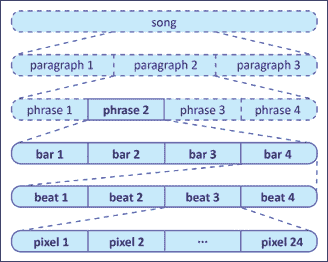 song
paragraph 1 paragraph 2 paragraph 3
phrase 1 phrase 2 phrase 3 phrase 4
bar 1 bar 2 bar 3 bar 4
beat 1 beat 2 beat 3 beat 4
pixel 1 pixel 2 ... pixel 24